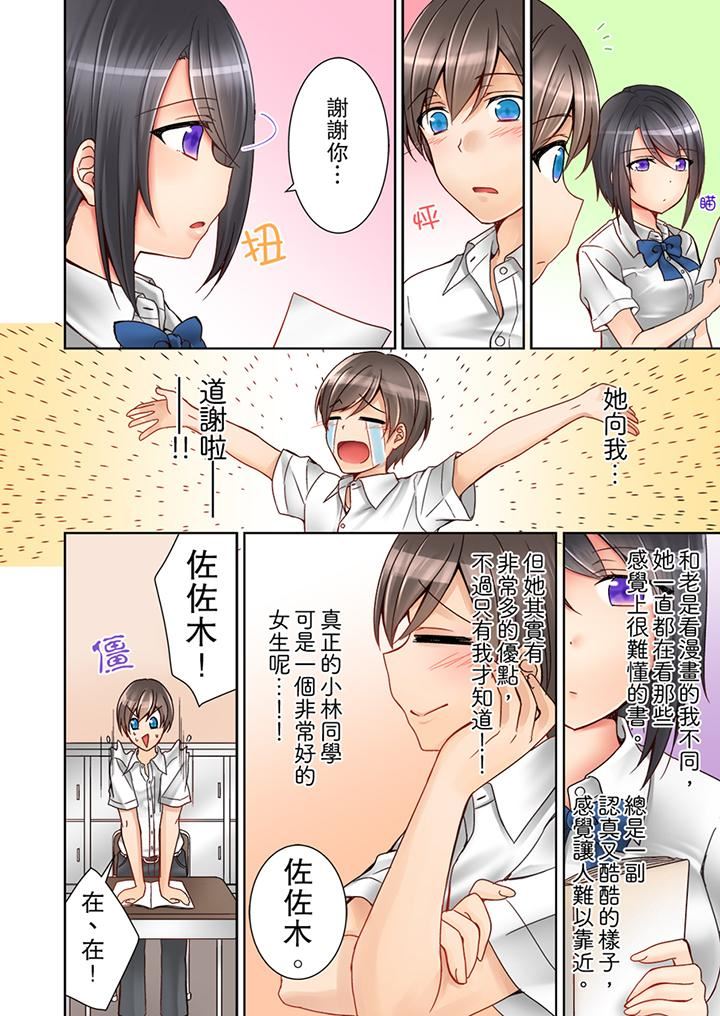 瞄
怦
謝謝你…
扭
她向我…
道謝啦——!!
和老是看漫畫的我不同，
她一直都在看那些
感覺上很難懂的書。
總是一副
認真又酷酷的樣子，
感覺讓人難以靠近。
但她其實有
非常多的優點，
不過只有我才知道！！
真正的小林同學
可是一個非常好的
女生呢…！！
佐佐木。
佐佐木！
僵
在、在！